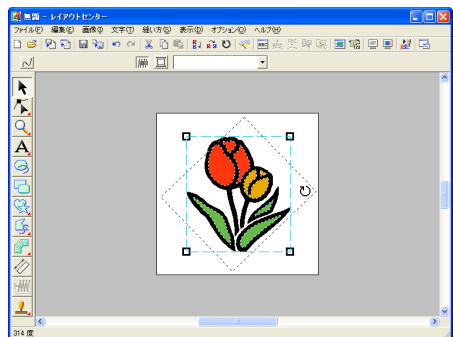 無題 - レイアウトセンター
ファイル(F) 編集(E) 画像(I) 文字(T) 縫い方(S) 表示(D) オプション(O) ヘルプ(H)
ABC
A
314 度